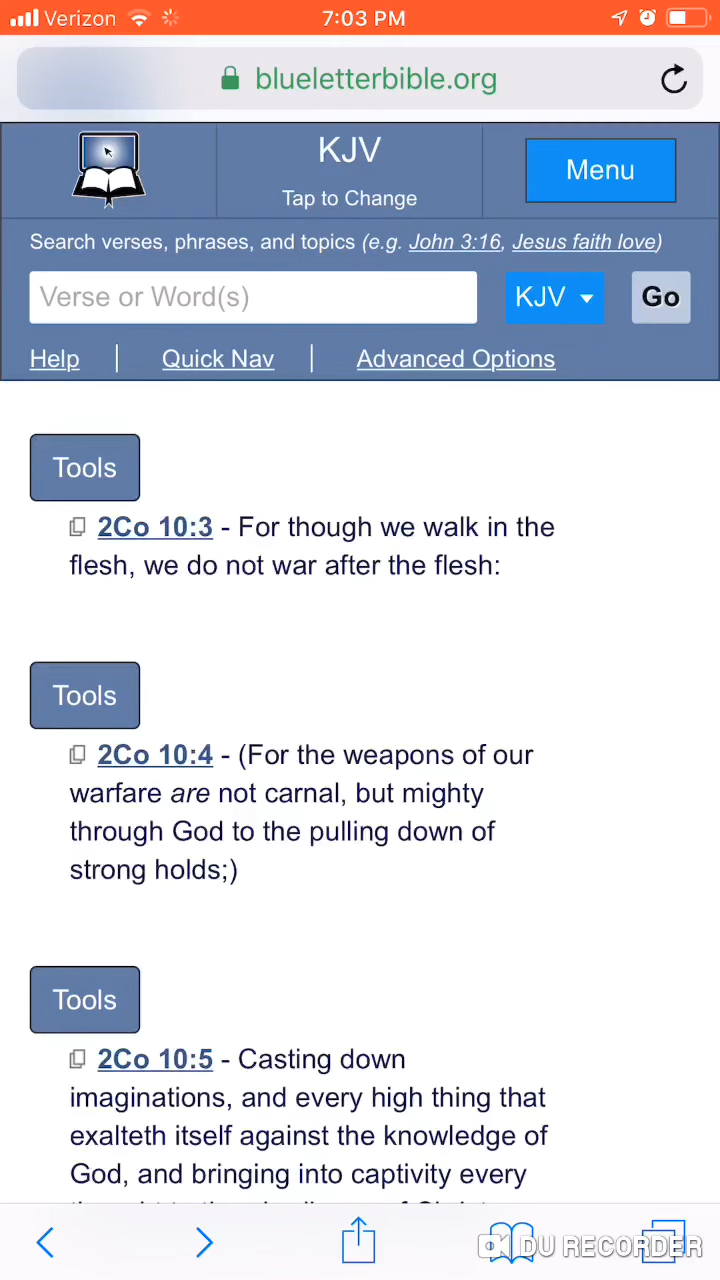 Verizon 7:03 PM
blueletterbible.org
KJV
Tap to Change
Menu
Search verses, phrases, and topics (e.g. John 3:16, Jesus faith love)
Verse or Word(s) KJV Go
Help | Quick Nav | Advanced Options
Tools
2Co 10:3 - For though we walk in the
flesh, we do not war after the flesh:
Tools
2Co 10:4 - (For the weapons of our
warfare are not carnal, but mighty
through God to the pulling down of
strong holds;)
Tools
2Co 10:5 - Casting down
imaginations, and every high thing that
exalteth itself against the knowledge of
God, and bringing into captivity every
DU RECORDER